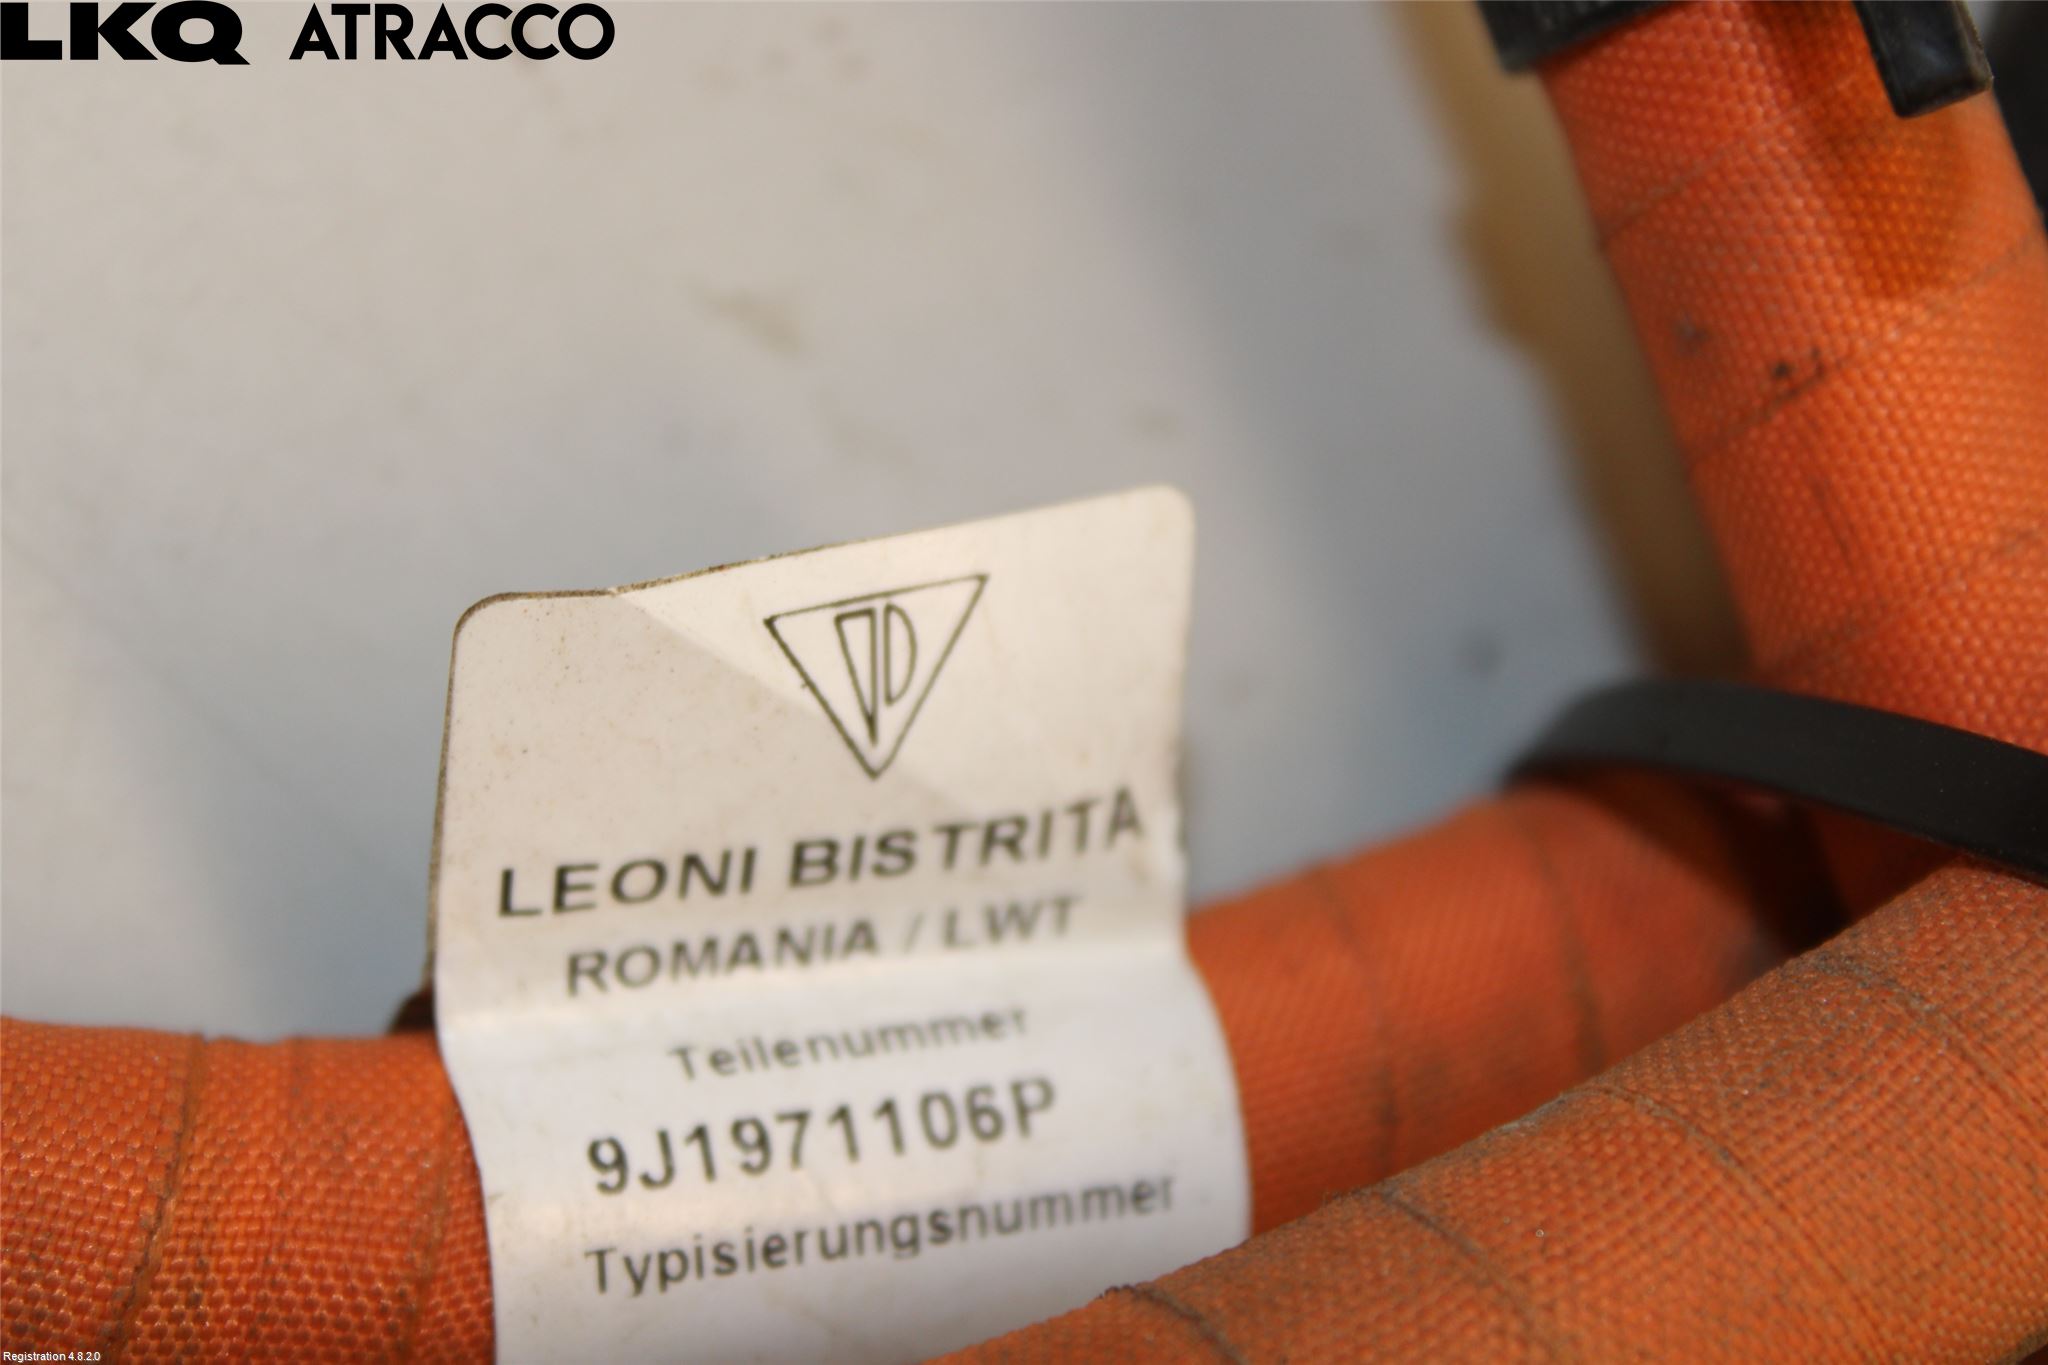 LKQ ATRACCO
LEONI BISTRITA
ROMANIA / LWT
Teilenummer
9J1971106P
Typisierungsnummer
Registration 4.8.2.0